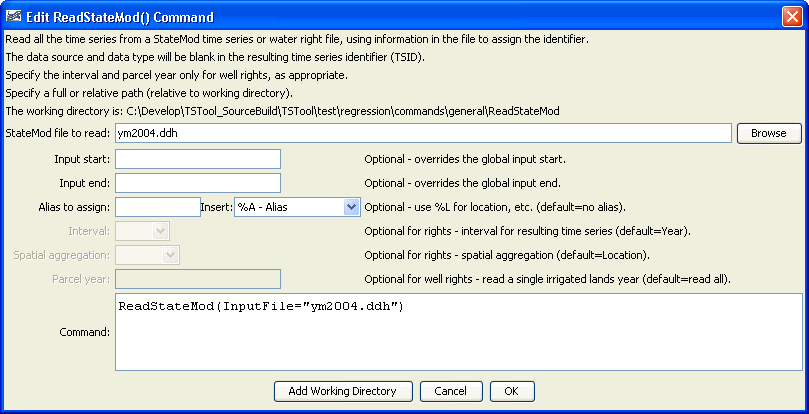 Edit ReadStateMod() Command
Read all the time series from a StateMod time series or water right file, using information in the file to assign the identifier.
The data source and data type will be blank in the resulting time series identifier (TSID).
Specify the interval and parcel year only for well rights, as appropriate.
Specify a full or relative path (relative to working directory).
The working directory is: C:\Develop\TSTool_SourceBuild\TSTool\test\regression\commands\general\ReadStateMod
StateMod file to read: ym2004.ddh Browse
Input start: Optional - overrides the global input start.
Input end: Optional - overrides the global input end.
Alias to assign: Insert: %A - Alias Optional - use %L for location, etc. (default=no alias).
Interval: Optional for rights - interval for resulting time series (default=Year).
Spatial aggregation: Optional for rights - spatial aggregation (default=Location).
Parcel year: Optional for well rights - read a single irrigated lands year (default=read all).
ReadStateMod(InputFile="ym2004.ddh")
Command:
Add Working Directory Cancel OK